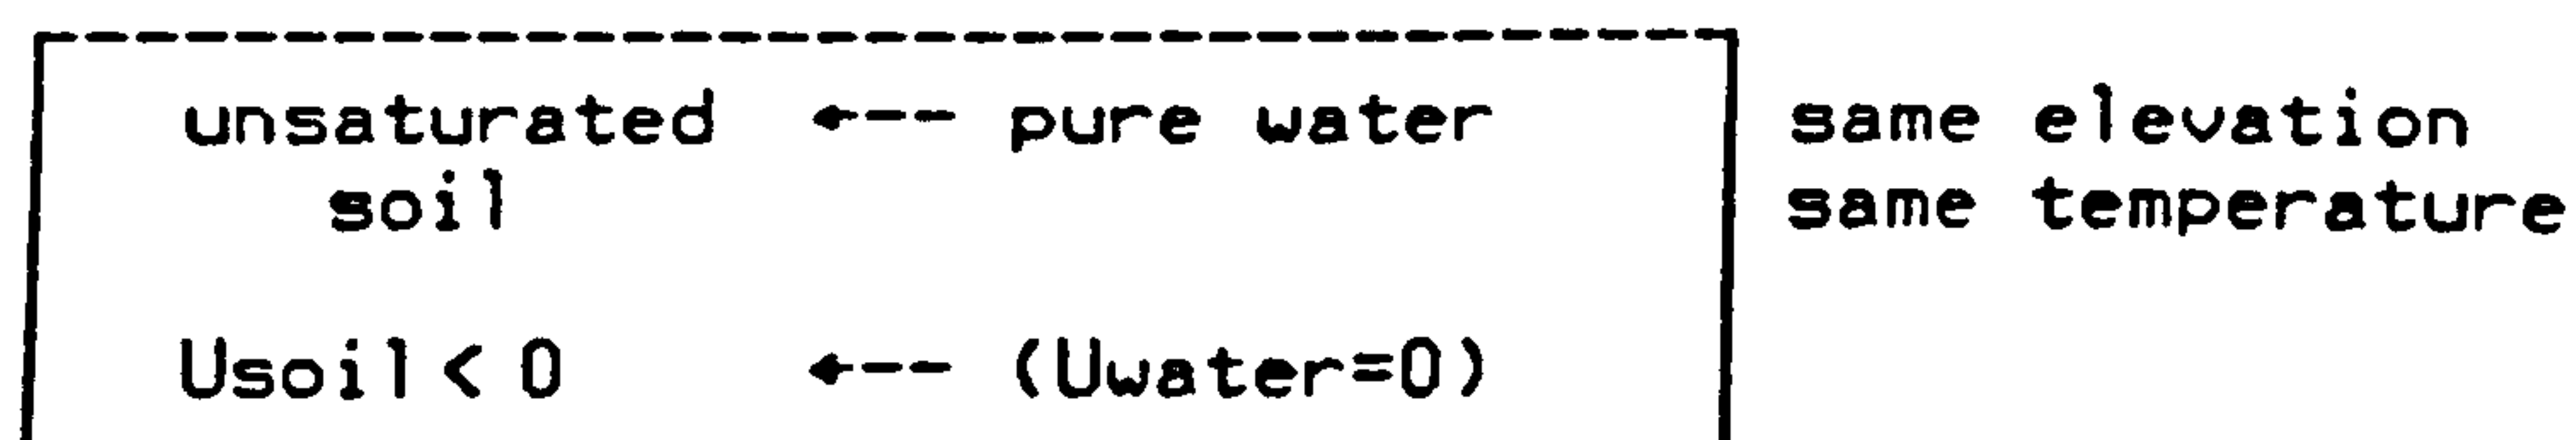 unsaturated ←-- pure water same elevation
soil same temperature
Usoil < 0 ←-- (Uwater=0)